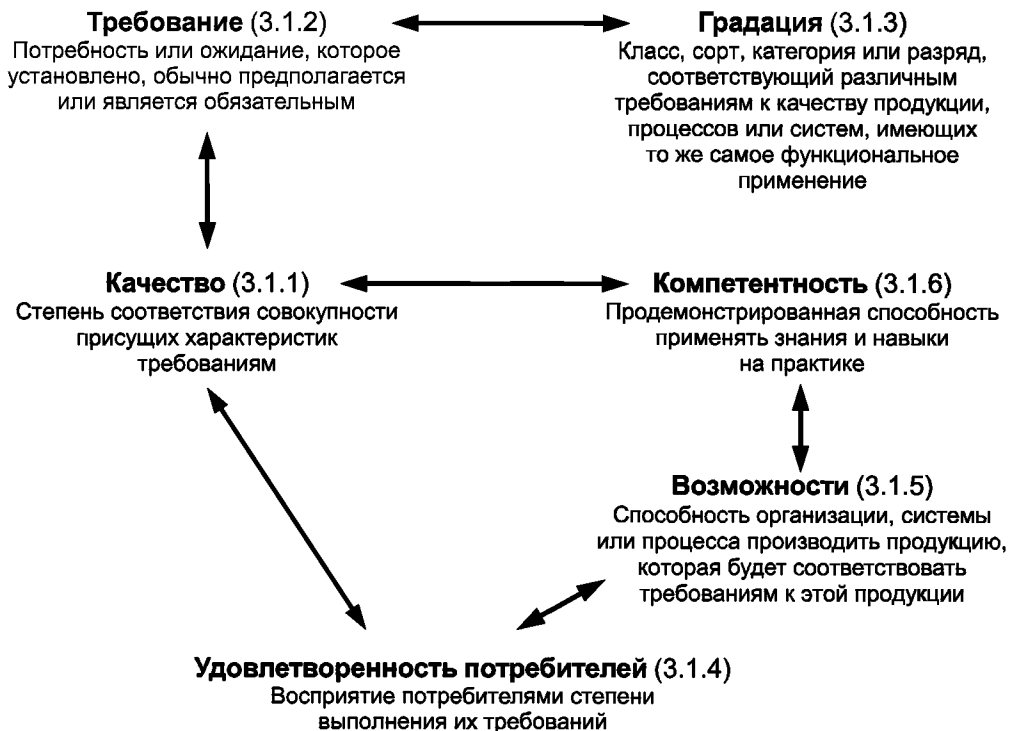 Требование (3.1.2)
Потребность или ожидание, которое
установлено, обычно предполагается
или является обязательным
Градация (3.1.3)
Класс, сорт, категория или разряд,
соответствующий различным
требованиям к качеству продукции,
процессов или систем, имеющих
то же самое функциональное
применение
Качество (3.1.1)
Степень соответствия совокупности
присущих характеристик
требованиям
Компетентность (3.1.6)
Продемонстрированная способность
применять знания и навыки
на практике
Возможности (3.1.5)
Способность организации, системы
или процесса производить продукцию,
которая будет соответствовать
требованиям к этой продукции
Удовлетворенность потребителей (3.1.4)
Восприятие потребителями степени
выполнения их требований